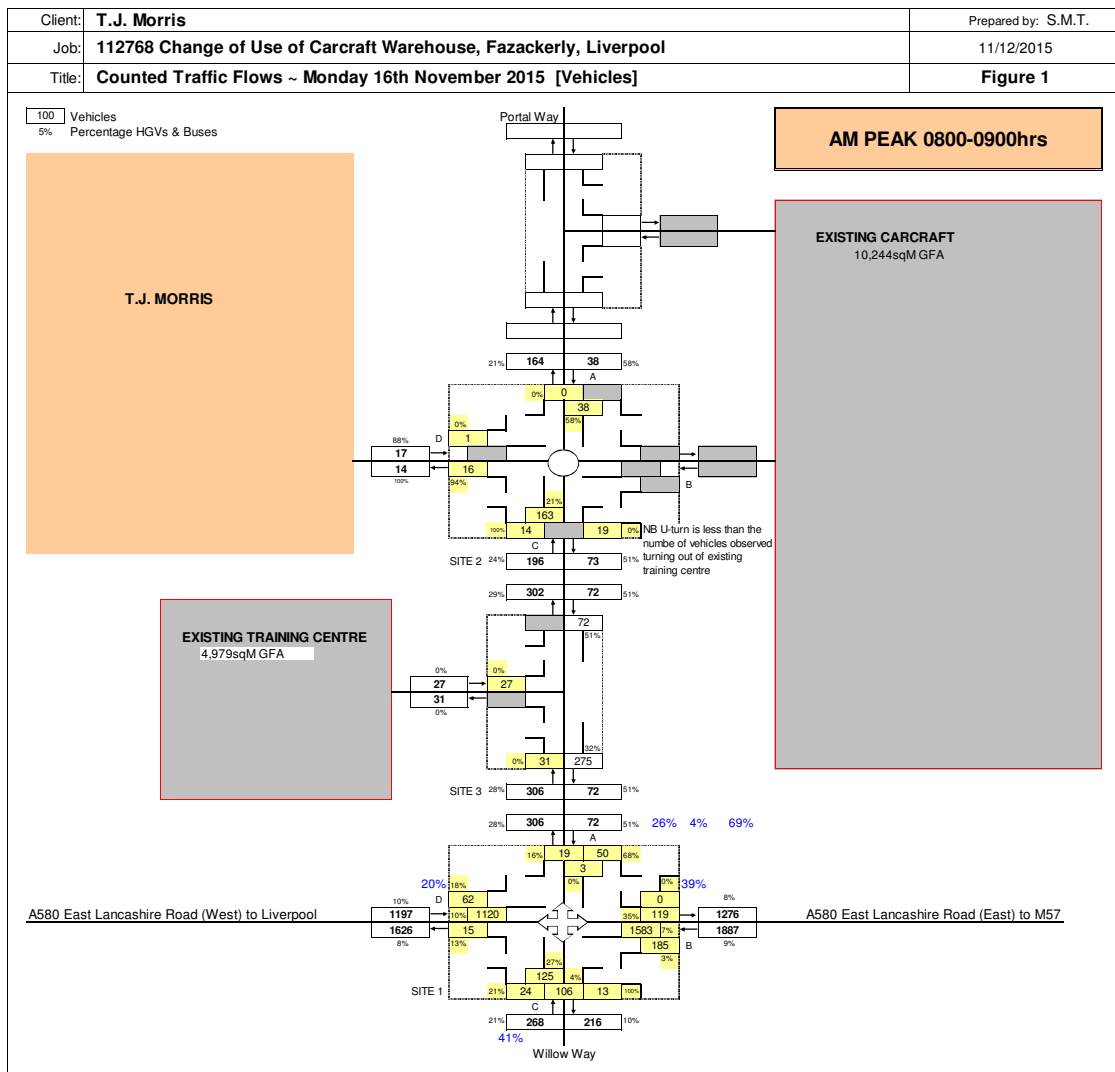 Client: T.J. Morris Prepared by: S.M.T.
Job: 112768 Change of Use of Carcraft Warehouse, Fazackerly, Liverpool 11/12/2015
Title: Counted Traffic Flows ~ Monday 16th November 2015 [Vehicles] Figure 1
100 Vehicles
5% Percentage HGVs & Buses
Portal Way
AM PEAK 0800-0900hrs
T.J. MORRIS
EXISTING CARCRAFT
10,244sqM GFA
21% 164 38 58%
A
0% 0
38
58%
0%
D 1
88%
17
14 16
100% 94%
B
21%
163
100% 14 19 0%
NB U-turn is less than the
numbe of vehicles observed
turning out of existing
training centre
C
SITE 2 24% 196 73 51%
29% 302 72 51%
72
51%
EXISTING TRAINING CENTRE
4,979sqM GFA
0% 0%
27 27
31
0%
32%
0% 31 275
SITE 3 28% 306 72 51%
28% 306 72 51% 26% 4% 69%
A
16% 19 50 68%
3
0%
20% 18% 0% 39%
D 62 0
10% 8%
A580 East Lancashire Road (West) to Liverpool 1197 10% 1120 35% 119 1276 A580 East Lancashire Road (East) to M57
1626 15 1583 7% 1887
8% 13% 185 B 9%
3%
27%
125 4%
SITE 1 21% 24 106 13 100%
C
21% 268 216 10%
41%
Willow Way